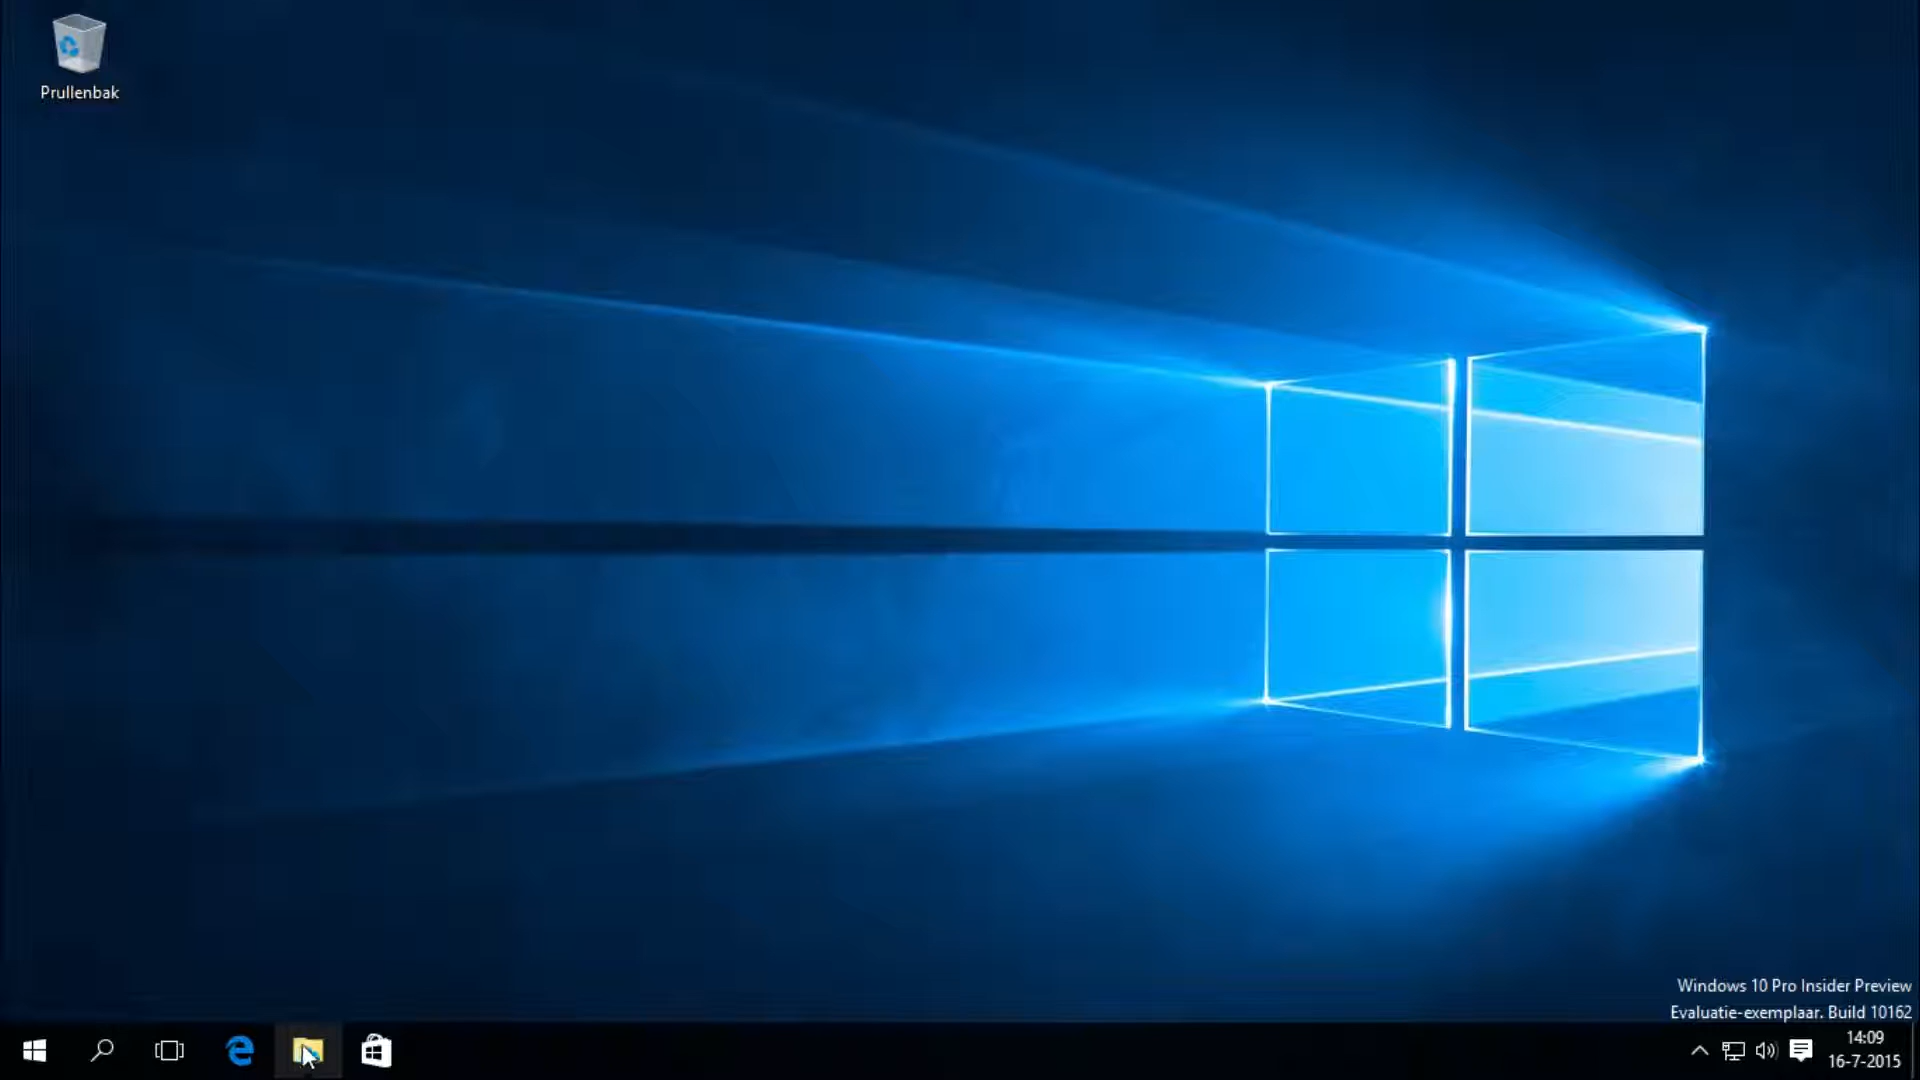 Prullenbak
Windows 10 Pro Insider Preview
Evaluatie-exemplaar. Build 10162
14:09
16-7-2015